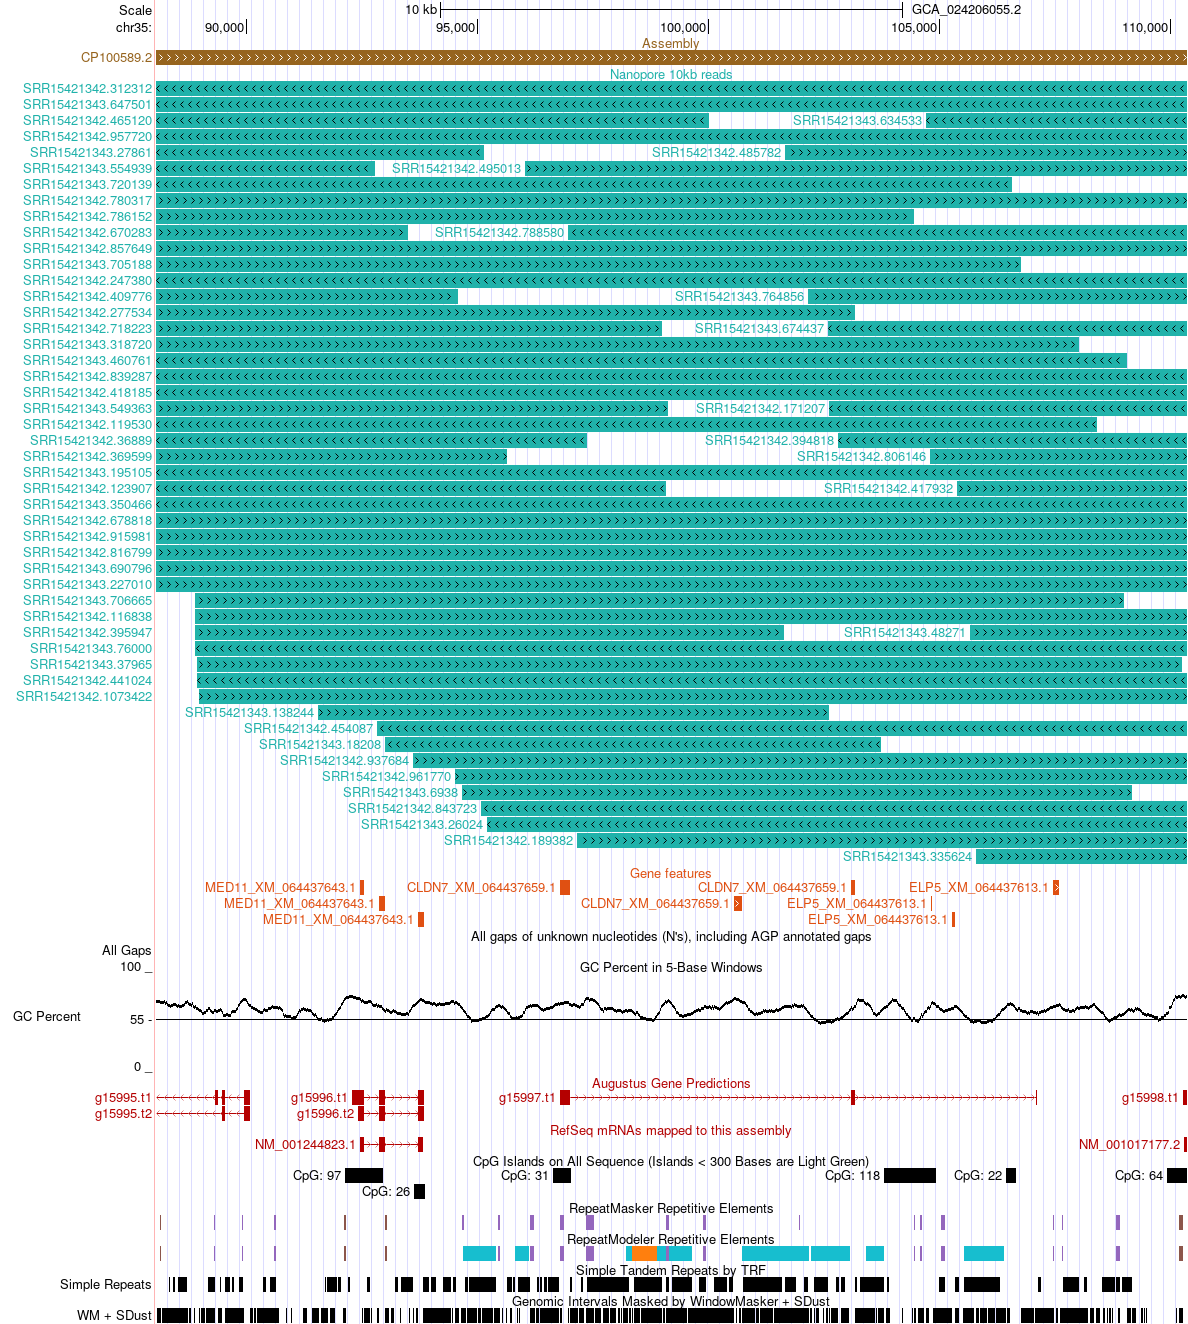 Scale 10 kb GCA_024206055.2
chr35: 90,000 95,000 100,000 105,000 110,000
Assembly
CP100589.2
Nanopore 10kb reads
SRR15421342.312312
SRR15421343.647501
SRR15421342.465120 SRR15421343.634533
SRR15421342.957720
SRR15421343.27861 SRR15421342.485782
SRR15421343.554939 SRR15421342.495013
SRR15421343.720139
SRR15421342.780317
SRR15421342.786152
SRR15421342.670283 SRR15421342.788580
SRR15421342.857649
SRR15421343.705188
SRR15421342.247380
SRR15421342.409776 SRR15421343.764856
SRR15421342.277534
SRR15421342.718223 SRR15421343.674437
SRR15421343.318720
SRR15421343.460761
SRR15421342.839287
SRR15421342.418185
SRR15421343.549363 SRR15421342.171207
SRR15421342.119530
SRR15421342.36889 SRR15421342.394818
SRR15421342.369599 SRR15421342.806146
SRR15421343.195105
SRR15421342.123907 SRR15421342.417932
SRR15421343.350466
SRR15421342.678818
SRR15421342.915981
SRR15421342.816799
SRR15421343.690796
SRR15421343.227010
SRR15421343.706665
SRR15421342.116838
SRR15421342.395947 SRR15421343.48271
SRR15421343.76000
SRR15421343.37965
SRR15421342.441024
SRR15421342.1073422
SRR15421343.138244
SRR15421342.454087
SRR15421343.18208
SRR15421342.937684
SRR15421342.961770
SRR15421343.6938
SRR15421342.843723
SRR15421343.26024
SRR15421342.189382
SRR15421343.335624
Gene features
MED11_XM_064437643.1 CLDN7_XM_064437659.1 CLDN7_XM_064437659.1 ELP5_XM_064437613.1
MED11_XM_064437643.1 CLDN7_XM_064437659.1 ELP5_XM_064437613.1
MED11_XM_064437643.1 ELP5_XM_064437613.1
All gaps of unknown nucleotides (N's), including AGP annotated gaps
All Gaps
100 _ GC Percent in 5-Base Windows
GC Percent 55 -
0 _
Augustus Gene Predictions
g15995.t1 g15996.t1 g15997.t1 g15998.t1
g15995.t2 g15996.t2
RefSeq mRNAs mapped to this assembly
NM_001244823.1 NM_001017177.2
CpG Islands on All Sequence (Islands < 300 Bases are Light Green)
CpG: 97 CpG: 31 CpG: 118 CpG: 22 CpG: 64
CpG: 26
RepeatMasker Repetitive Elements
RepeatModeler Repetitive Elements
Simple Tandem Repeats by TRF
Simple Repeats
Genomic Intervals Masked by WindowMasker + SDust
WM + SDust